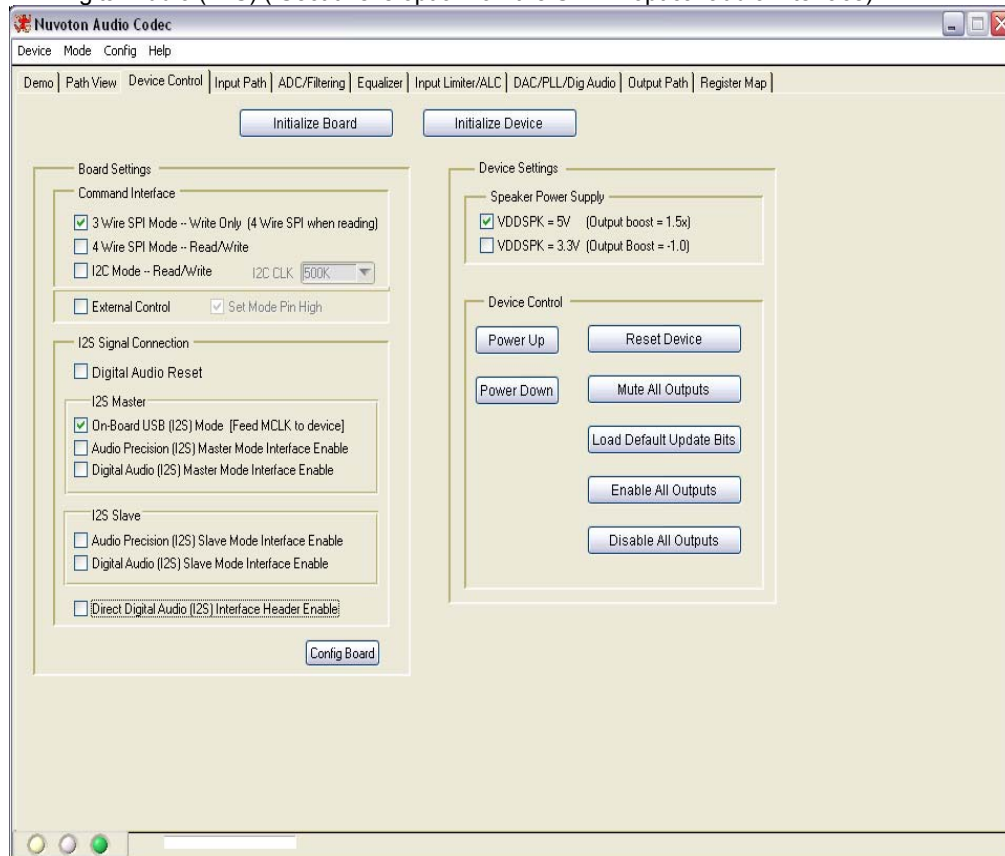 Nuvoton Audio Codec
Device Mode Config Help
Demo Path View Device Control Input Path ADC/Filtering Equalizer Input Limiter/ALC DAC/PLL/Dig Audio Output Path Register Map
Initialize Board Initialize Device
Board Settings
Command Interface
3 Wire SPI Mode -- Write Only (4 Wire SPI when reading)
4 Wire SPI Mode -- Read/Write
I2C Mode -- Read/Write I2C CLK 500K
External Control Set Mode Pin High
I2S Signal Connection
Digital Audio Reset
I2S Master
On-Board USB (I2S) Mode [Feed MCLK to device]
Audio Precision (I2S) Master Mode Interface Enable
Digital Audio (I2S) Master Mode Interface Enable
I2S Slave
Audio Precision (I2S) Slave Mode Interface Enable
Digital Audio (I2S) Slave Mode Interface Enable
Direct Digital Audio (I2S) Interface Header Enable
Config Board
Device Settings
Speaker Power Supply
VDDSPK = 5V (Output boost = 1.5x)
VDDSPK = 3.3V (Output Boost = -1.0)
Device Control
Power Up Reset Device
Power Down Mute All Outputs
Load Default Update Bits
Enable All Outputs
Disable All Outputs